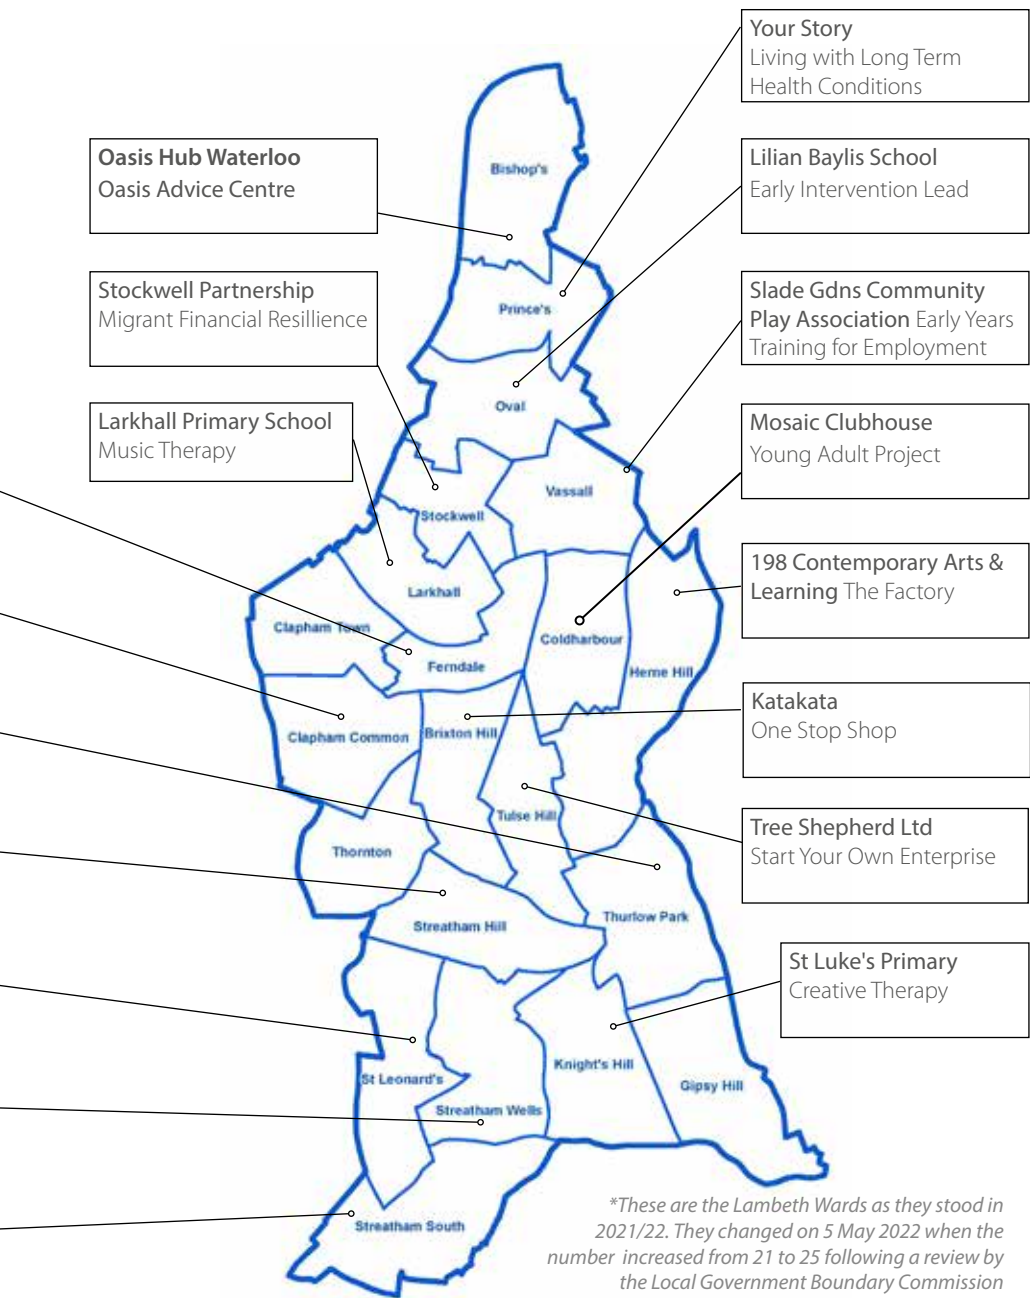 Your Story
Living with Long Term
Health Conditions
Oasis Hub Waterloo
Oasis Advice Centre
Lilian Baylis School
Early Intervention Lead
Stockwell Partnership
Migrant Financial Resillience
Slade Gdns Community
Play Association Early Years
Training for Employment
Larkhall Primary School
Music Therapy
Mosaic Clubhouse
Young Adult Project
198 Contemporary Arts &
Learning The Factory
Katakata
One Stop Shop
Tree Shepherd Ltd
Start Your Own Enterprise
St Luke's Primary
Creative Therapy
Bishop's
Prince's
Oval
Vassall
Stockwell
Larkhall
Clapham Town
Ferndale
Coldharbour
Herne Hill
Clapham Common
Brixton Hill
Tulse Hill
Thornton
Thurlow Park
Streatham Hill
Knight's Hill
St Leonard's
Gipsy Hill
Streatham Wells
Streatham South
*These are the Lambeth Wards as they stood in
2021/22. They changed on 5 May 2022 when the
number increased from 21 to 25 following a review by
the Local Government Boundary Commission